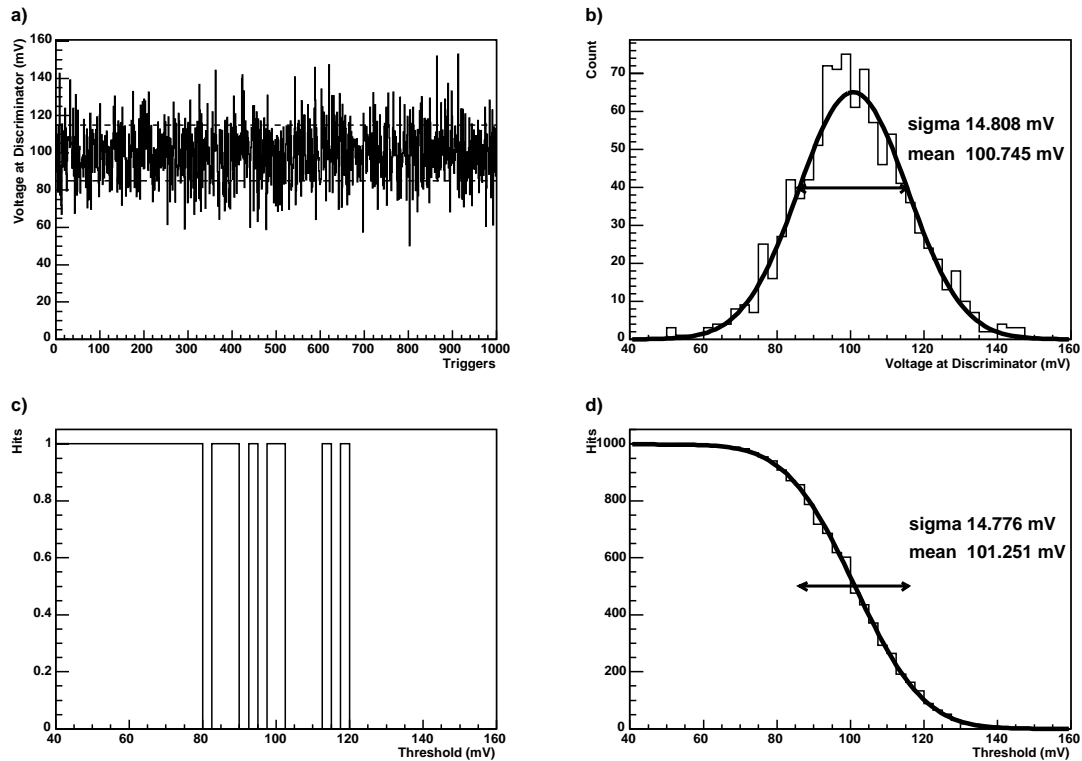 a)
Voltage at Discriminator (mV)
160
140
120
100
80
60
40
20
0
0 100 200 300 400 500 600 700 800 900 1000
Triggers
b)
Count
70
60
50
40
30
20
10
0
sigma 14.808 mV
mean 100.745 mV
40 60 80 100 120 140 160
Voltage at Discriminator (mV)
c)
Hits
1
0.8
0.6
0.4
0.2
0
40 60 80 100 120 140 160
Threshold (mV)
d)
Hits
1000
800
600
400
200
0
sigma 14.776 mV
mean 101.251 mV
40 60 80 100 120 140 160
Threshold (mV)